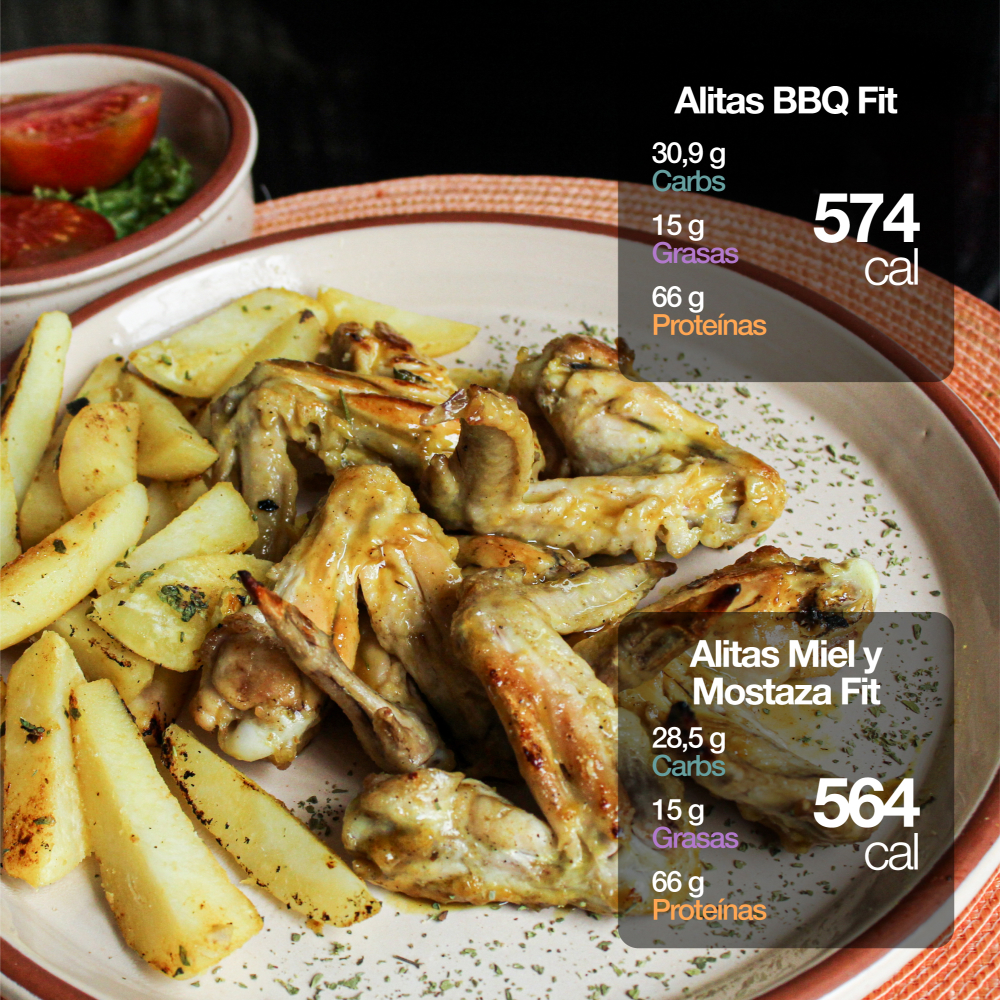 Alitas BBQ Fit
30,9 g
Carbs
15 g
Grasas
66 g
Proteínas
574
cal
Alitas Miel y
Mostaza Fit
28,5 g
Carbs
15 g
Grasas
66 g
Proteínas
564
cal